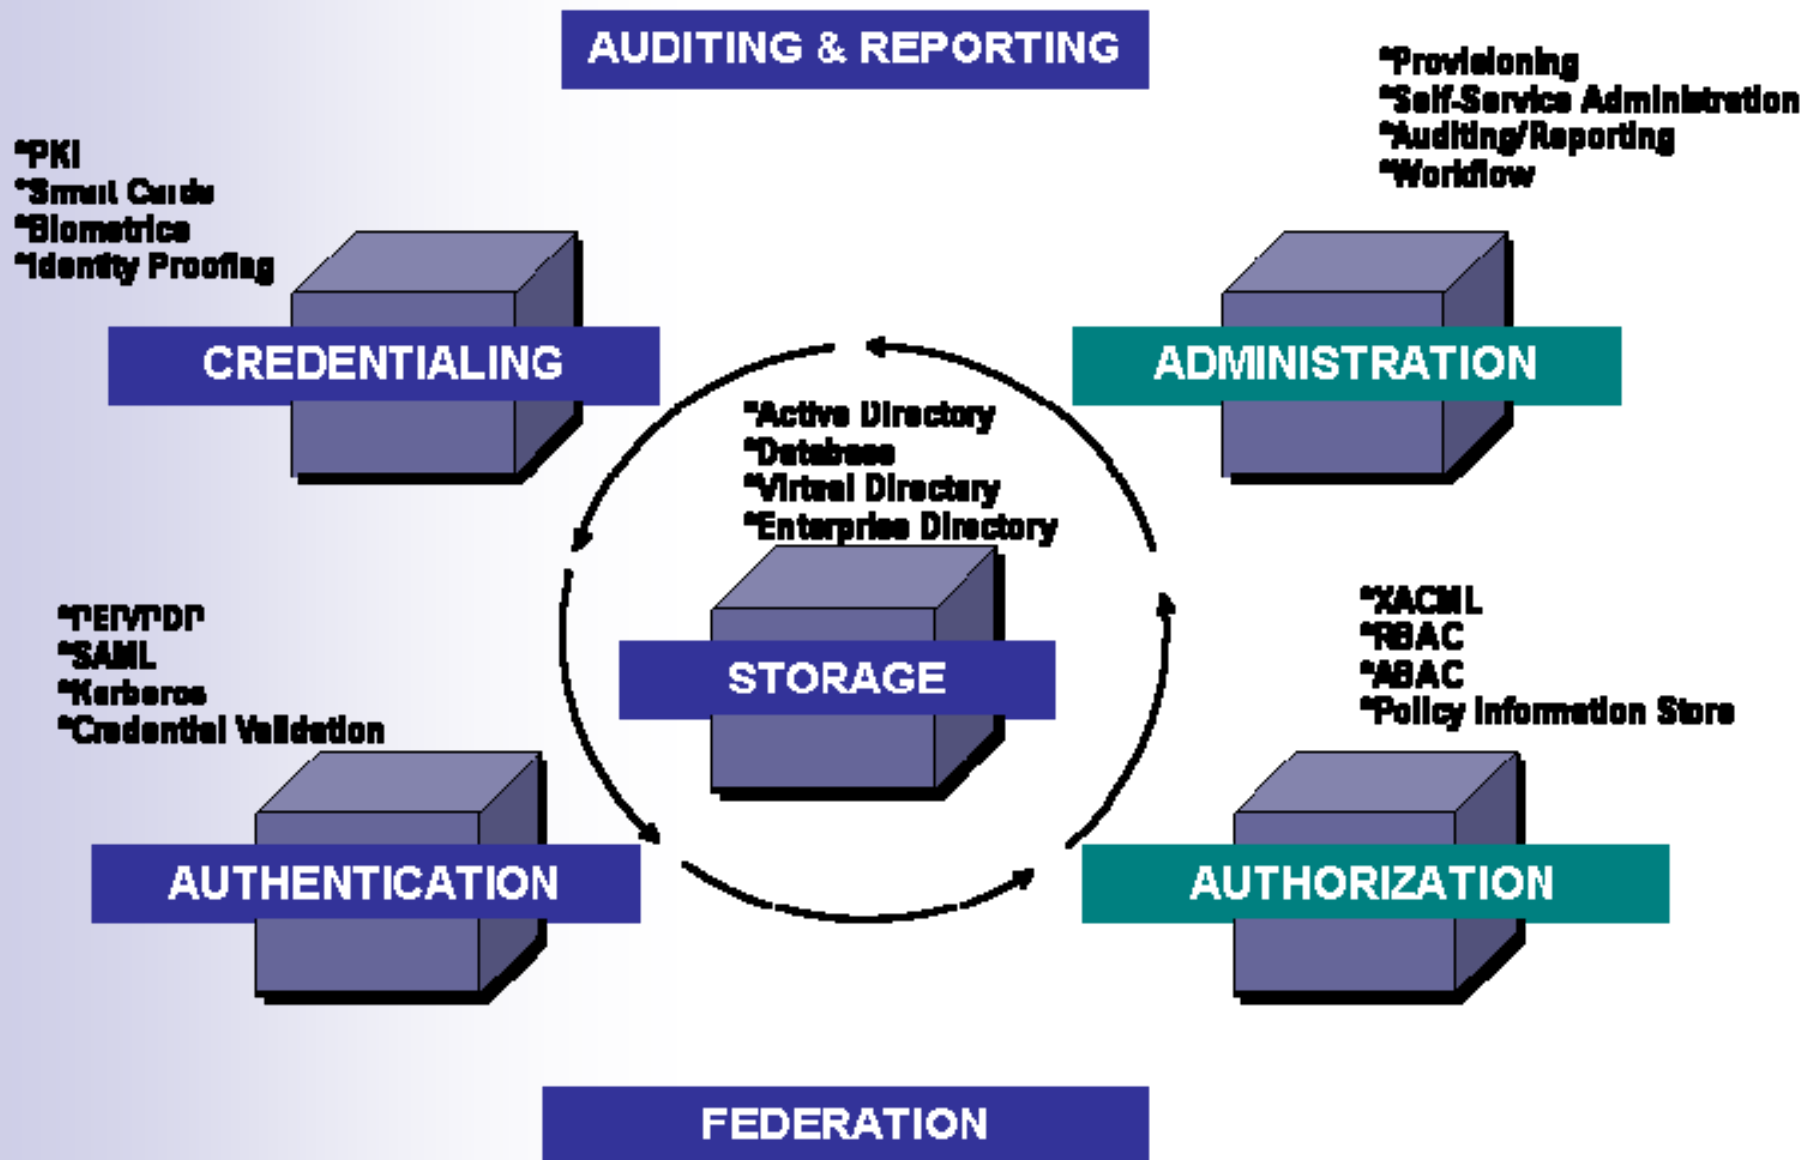 AUDITING & REPORTING
*Provisioning
*Self-Service Administration
*Auditing/Reporting
*Workflow
*PKI
*Smart Cards
*Biometrics
*Identity Proofing
CREDENTIALING
ADMINISTRATION
*Active Directory
*Database
*Virtual Directory
*Enterprise Directory
STORAGE
*SAML
*Kerberos
*Credential Validation
*XACML
*RBAC
*ABAC
*Policy Information Store
AUTHENTICATION
AUTHORIZATION
FEDERATION